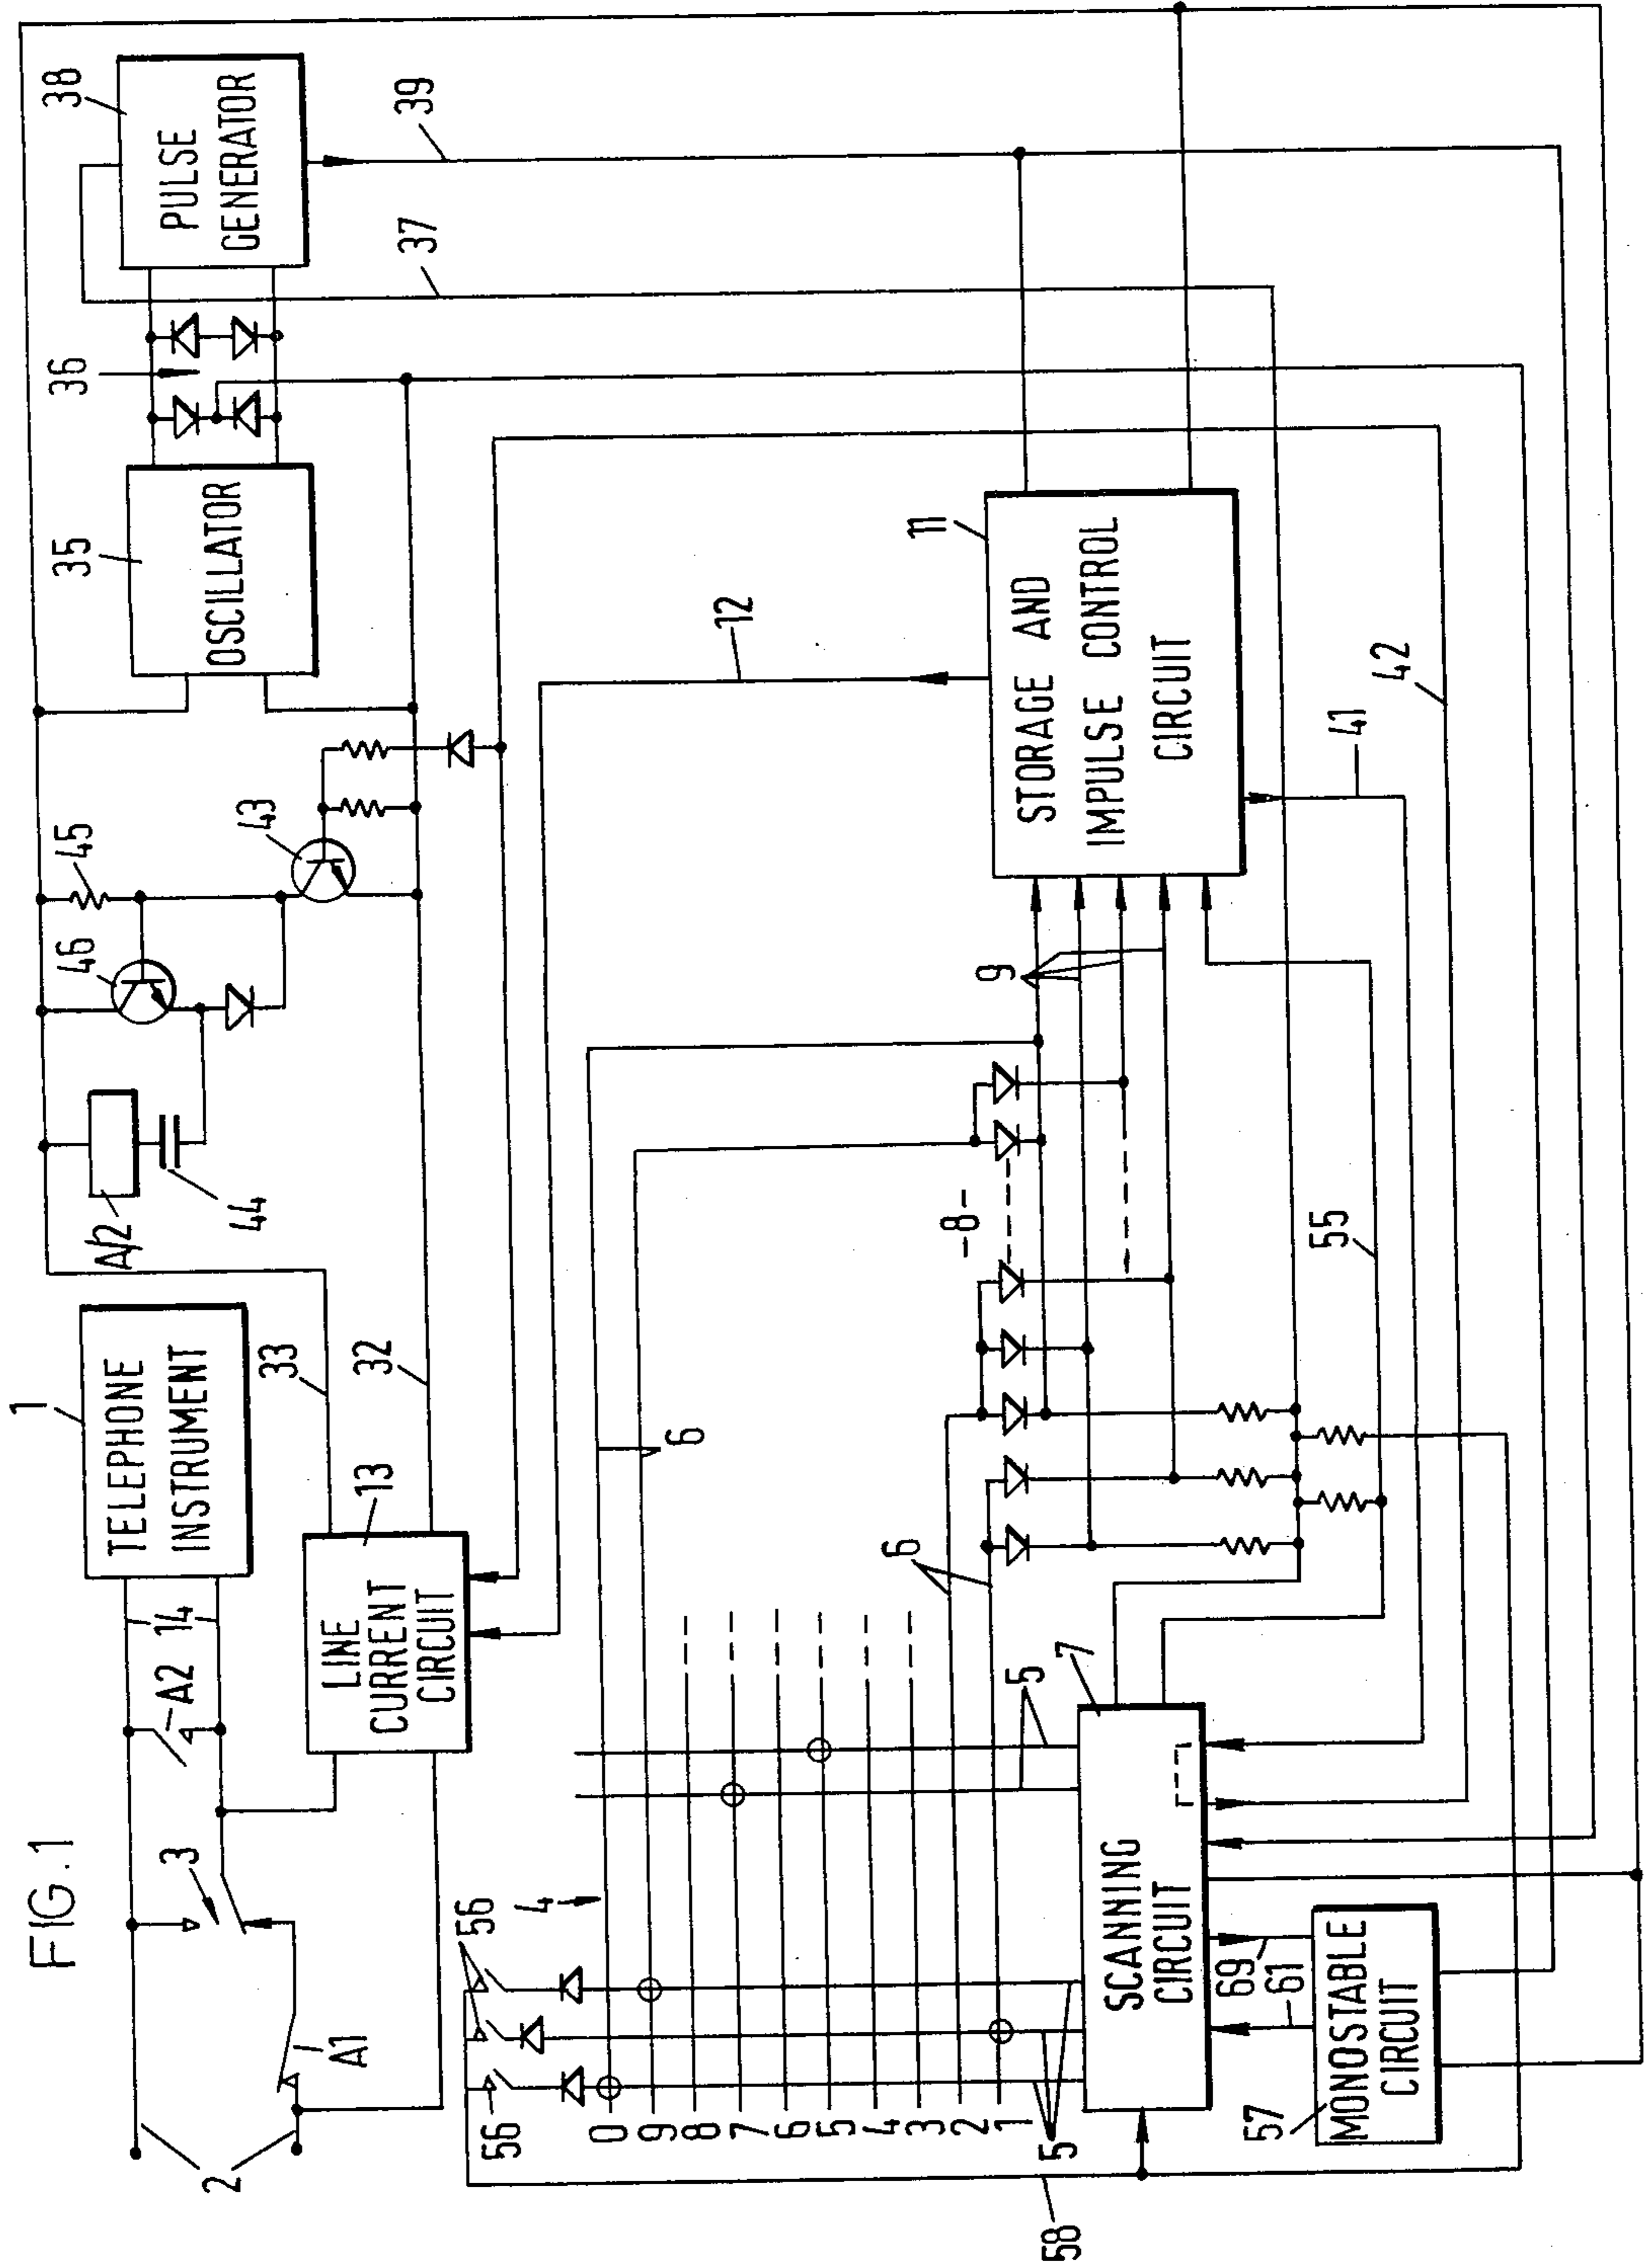 FIG.1
1
TELEPHONE
INSTRUMENT
2
3
A1
A2
14
33
32
13
LINE
CURRENT
CIRCUIT
A/2
44
46
45
43
35
OSCILLATOR
36
38
PULSE
GENERATOR
37
39
12
11
STORAGE AND
IMPULSE CONTROL
CIRCUIT
9
-8-
6
6
4
56
56
0
9
8
7
6
5
4
3
2
1
5
5
7
SCANNING
CIRCUIT
55
41
42
69
61
57
MONOSTABLE
CIRCUIT
58